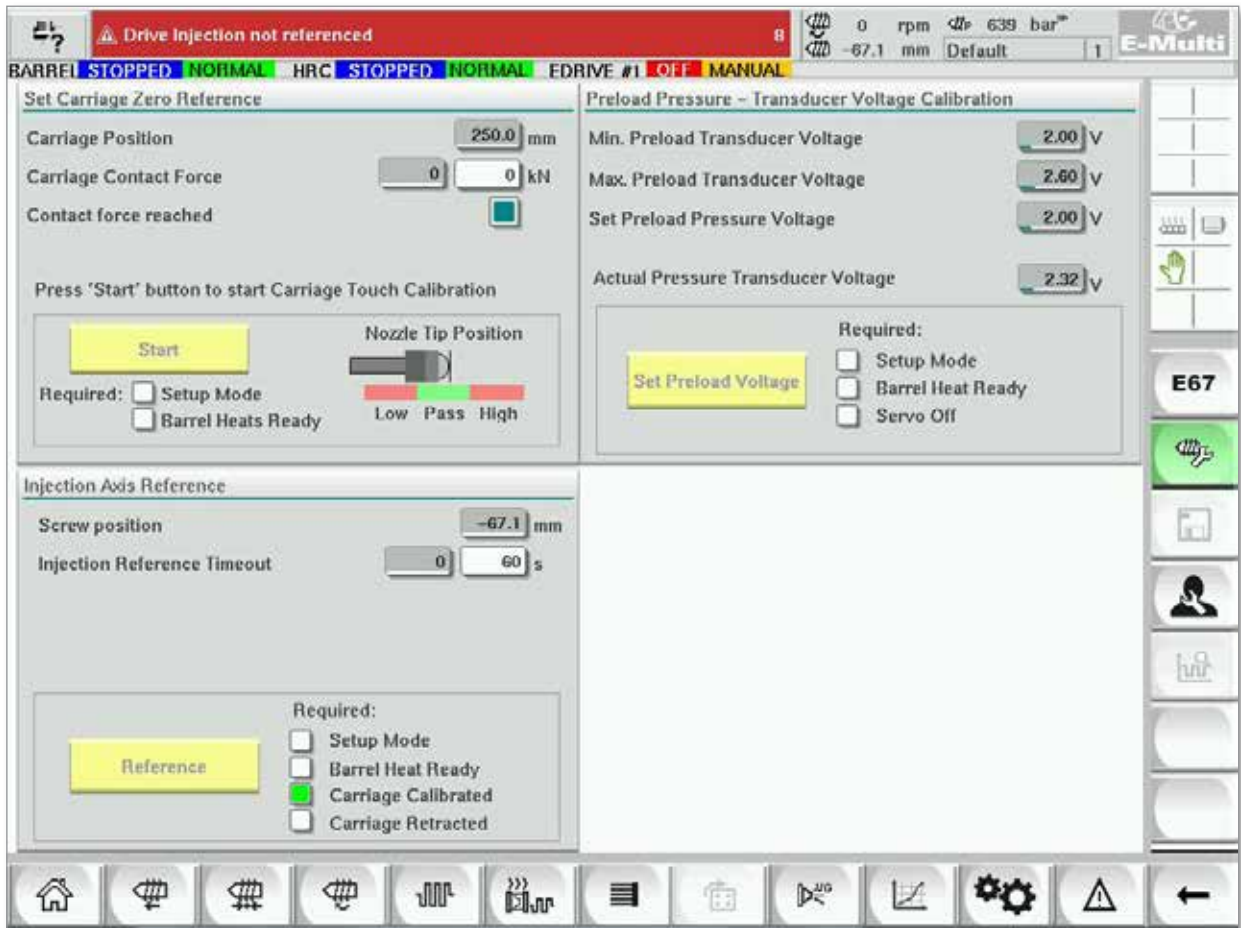 Drive Injection not referenced 8
0 rpm 639 bar
-67.1 mm Default 1
E-Multi
BARREL STOPPED NORMAL HRC STOPPED NORMAL EDRIVE #1 OFF MANUAL
Set Carriage Zero Reference
Carriage Position 250.0 mm
Carriage Contact Force 0 0 kN
Contact force reached
Press 'Start' button to start Carriage Touch Calibration
Start
Nozzle Tip Position
Required: Setup Mode
Barrel Heats Ready
Low Pass High
Preload Pressure - Transducer Voltage Calibration
Min. Preload Transducer Voltage 2.00 V
Max. Preload Transducer Voltage 2.60 V
Set Preload Pressure Voltage 2.00 V
Actual Pressure Transducer Voltage 2.32 V
Set Preload Voltage
Required:
Setup Mode
Barrel Heat Ready
Servo Off
E67
Injection Axis Reference
Screw position -67.1 mm
Injection Reference Timeout 0 60 s
Reference
Required:
Setup Mode
Barrel Heat Ready
Carriage Calibrated
Carriage Retracted